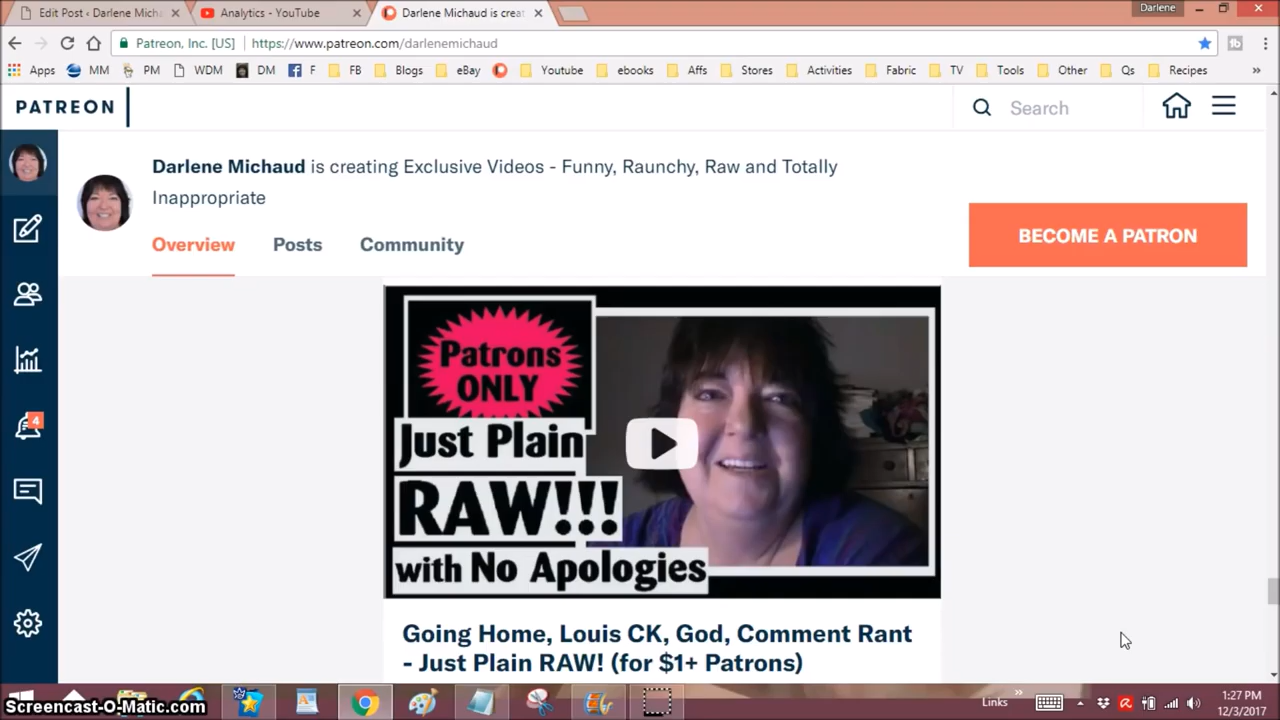 Edit Post ‹ Darlene Mich
Analytics - YouTube
Darlene Michaud is creat
Darlene
Patreon, Inc. [US]
https://www.patreon.com/darlenemichaud
Apps
MM
PM
WDM
DM
F
FB
Blogs
eBay
Youtube
ebooks
Affs
Stores
Activities
Fabric
TV
Tools
Other
Qs
Recipes
»
PATREON
Search
Darlene Michaud is creating Exclusive Videos - Funny, Raunchy, Raw and Totally
Inappropriate
Overview
Posts
Community
BECOME A PATRON
4
Patrons
ONLY
Just Plain
RAW!!!
with No Apologies
Going Home, Louis CK, God, Comment Rant
- Just Plain RAW! (for $1+ Patrons)
Screencast-O-Matic.com
Links
»
1:27 PM
12/3/2017